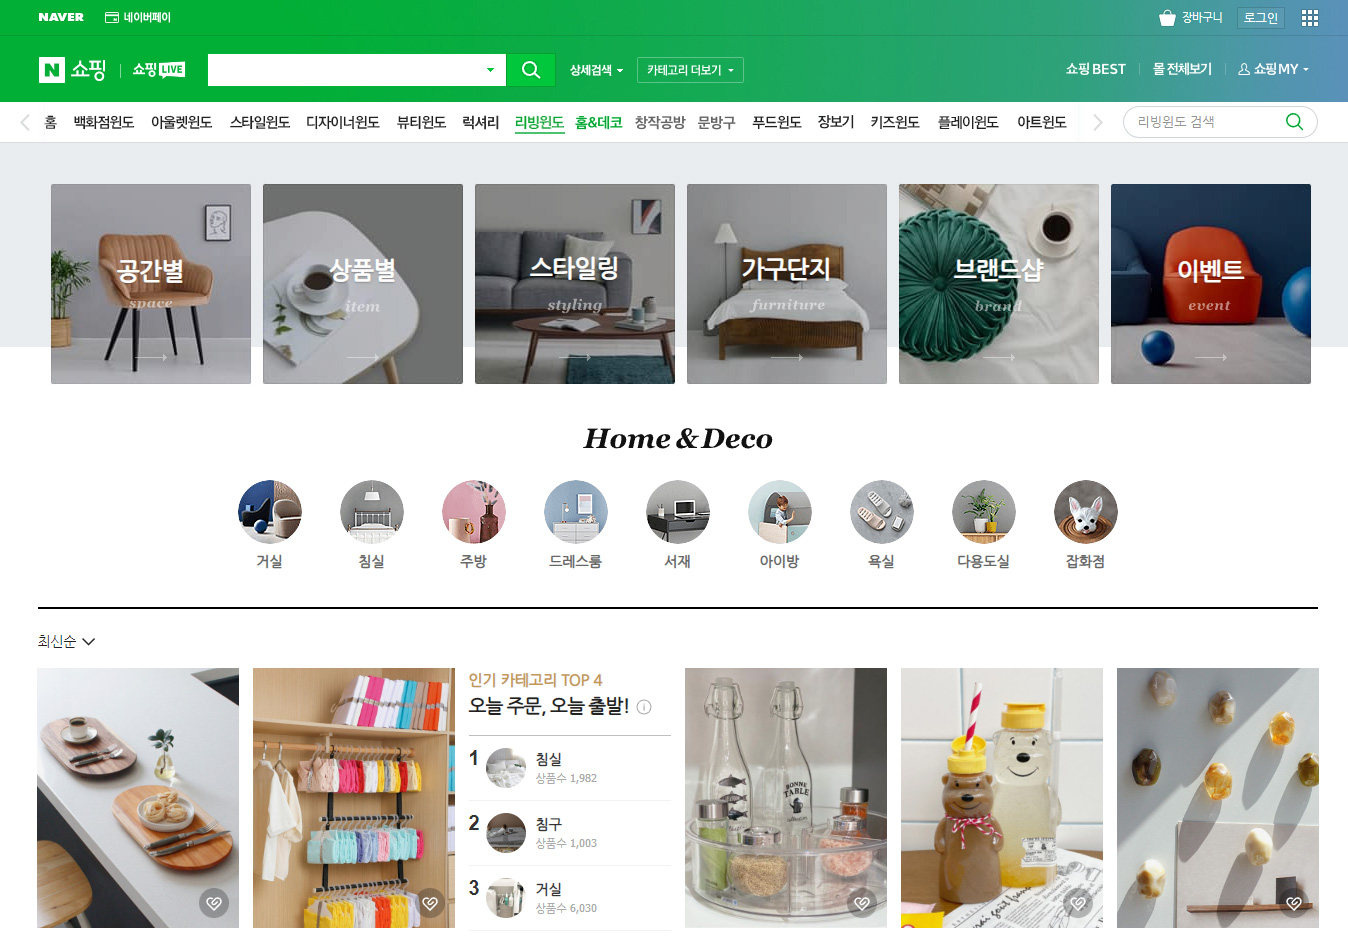 NAVER 네이버페이 장바구니 로그인
N 쇼핑 쇼핑LIVE 상세검색 카테고리 더보기 쇼핑 BEST 몰 전체보기 쇼핑MY
홈 백화점윈도 아울렛윈도 스타일윈도 디자이너윈도 뷰티윈도 럭셔리 리빙윈도 홈&데코 창작공방 문방구 푸드윈도 장보기 키즈윈도 플레이윈도 아트윈도 리빙윈도 검색
공간별 상품별 스타일링 가구단지 브랜드샵 이벤트
space item styling furniture brand event
Home & Deco
거실 침실 주방 드레스룸 서재 아이방 욕실 다용도실 잡화점
최신순
인기 카테고리 TOP 4
오늘 주문, 오늘 출발!
1 침실
상품수 1,982
2 침구
상품수 1,003
3 거실
상품수 6,030
BONNE
TABLE